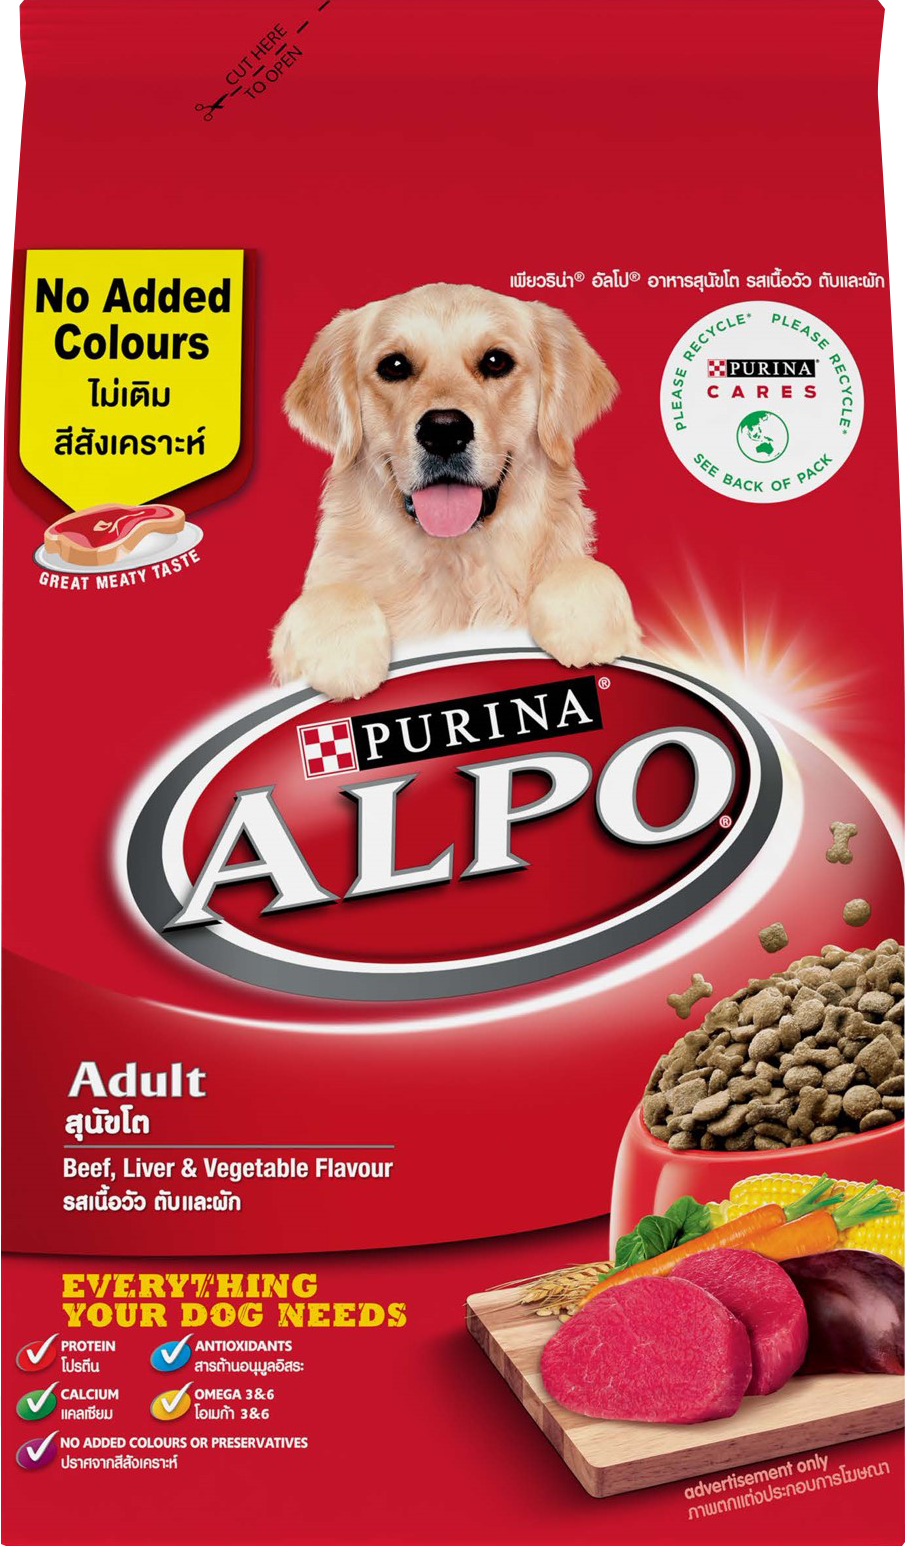 CUT HERE
TO OPEN
No Added
Colours
ไม่เติม
สีสังเคราะห์
GREAT MEATY TASTE
เพียวริน่า® อัลโป® อาหารสุนัขโต รสเนื้อวัว ตับและผัก
PLEASE RECYCLE* PLEASE RECYCLE*
PURINA®
CARES
SEE BACK OF PACK
PURINA®
ALPO®
Adult
สุนัขโต
Beef, Liver & Vegetable Flavour
รสเนื้อวัว ตับและผัก
EVERYTHING
YOUR DOG NEEDS
PROTEIN
โปรตีน
ANTIOXIDANTS
สารต้านอนุมูลอิสระ
CALCIUM
แคลเซียม
OMEGA 3&6
โอเมก้า 3&6
NO ADDED COLOURS OR PRESERVATIVES
ปราศจากสีสังเคราะห์
advertisement only
ภาพตกแต่งประกอบการโฆษณา